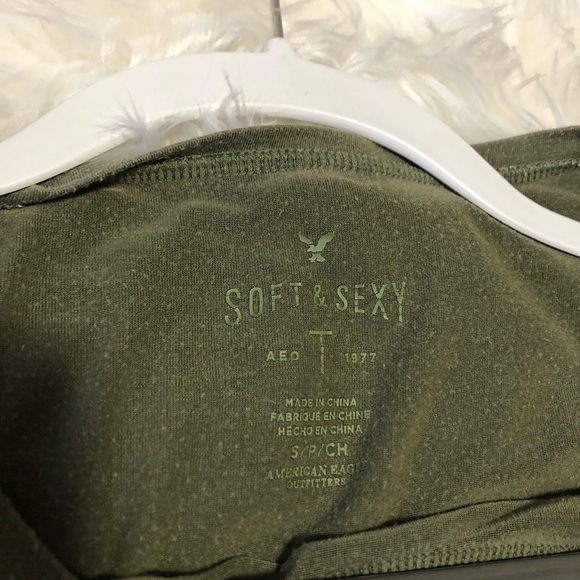 SOFT & SEXY
AEO T 1977
MADE IN CHINA
FABRIQUE EN CHINE
HECHO EN CHINA
S/P/CH
AMERICAN EAGLE
OUTFITTERS